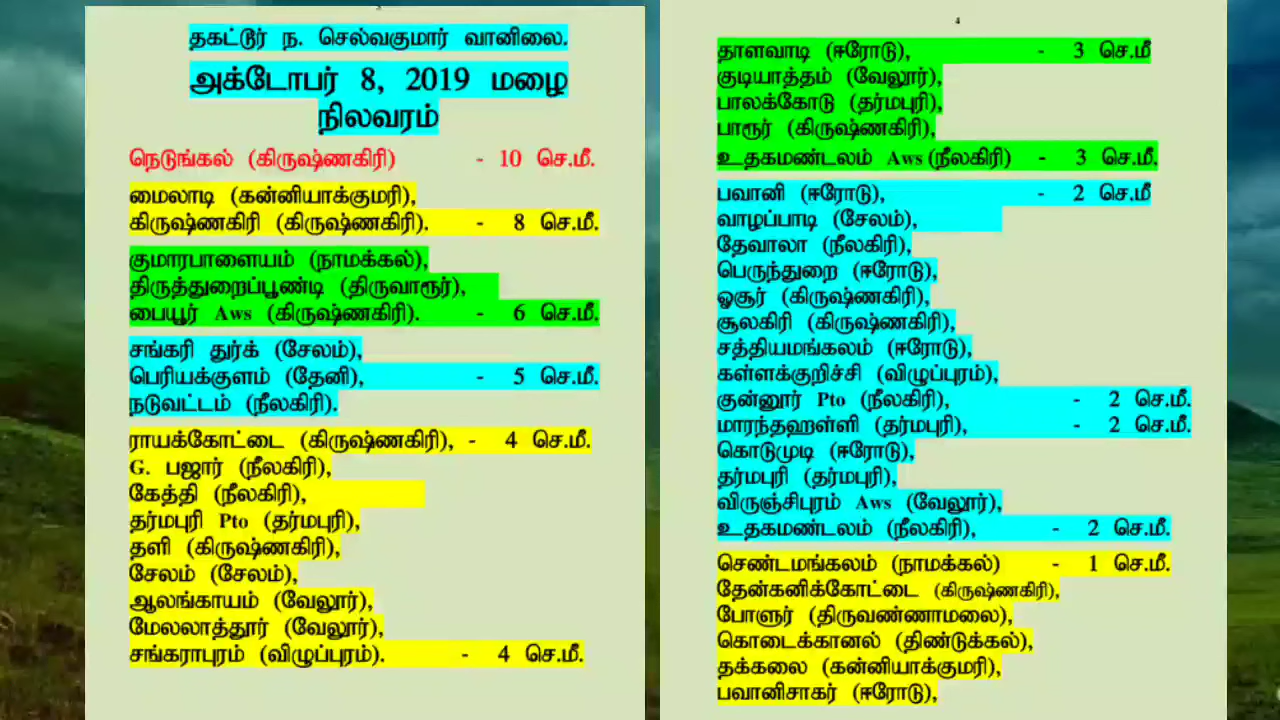 தகட்டூர் ந. செல்வகுமார் வானிலை.
அக்டோபர் 8, 2019 மழை
நிலவரம்
நெடுங்கல் (கிருஷ்ணகிரி) - 10 செ.மீ.
மைலாடி (கன்னியாக்குமரி),
கிருஷ்ணகிரி (கிருஷ்ணகிரி). - 8 செ.மீ.
குமாரபாளையம் (நாமக்கல்),
திருத்துறைப்பூண்டி (திருவாரூர்),
பையூர் Aws (கிருஷ்ணகிரி). - 6 செ.மீ.
சங்கரி துர்க் (சேலம்),
பெரியக்குளம் (தேனி), - 5 செ.மீ.
நடுவட்டம் (நீலகிரி).
ராயக்கோட்டை (கிருஷ்ணகிரி), - 4 செ.மீ.
G. பஜார் (நீலகிரி),
கேத்தி (நீலகிரி),
தர்மபுரி Pto (தர்மபுரி),
தளி (கிருஷ்ணகிரி),
சேலம் (சேலம்),
ஆலங்காயம் (வேலூர்),
மேலலாத்தூர் (வேலூர்),
சங்கராபுரம் (விழுப்புரம்). - 4 செ.மீ.
4
தாளவாடி (ஈரோடு), - 3 செ.மீ
குடியாத்தம் (வேலூர்),
பாலக்கோடு (தர்மபுரி),
பாரூர் (கிருஷ்ணகிரி),
உதகமண்டலம் Aws (நீலகிரி) - 3 செ.மீ.
பவானி (ஈரோடு), - 2 செ.மீ
வாழப்பாடி (சேலம்),
தேவாலா (நீலகிரி),
பெருந்துறை (ஈரோடு),
ஓசூர் (கிருஷ்ணகிரி),
சூலகிரி (கிருஷ்ணகிரி),
சத்தியமங்கலம் (ஈரோடு),
கள்ளக்குறிச்சி (விழுப்புரம்),
குன்னூர் Pto (நீலகிரி), - 2 செ.மீ.
மாரந்தஹள்ளி (தர்மபுரி), - 2 செ.மீ.
கொடுமுடி (ஈரோடு),
தர்மபுரி (தர்மபுரி),
விருஞ்சிபுரம் Aws (வேலூர்),
உதகமண்டலம் (நீலகிரி), - 2 செ.மீ.
செண்டமங்கலம் (நாமக்கல்) - 1 செ.மீ.
தேன்கனிக்கோட்டை (கிருஷ்ணகிரி),
போளுர் (திருவண்ணாமலை),
கொடைக்கானல் (திண்டுக்கல்),
தக்கலை (கன்னியாக்குமரி),
பவானிசாகர் (ஈரோடு),